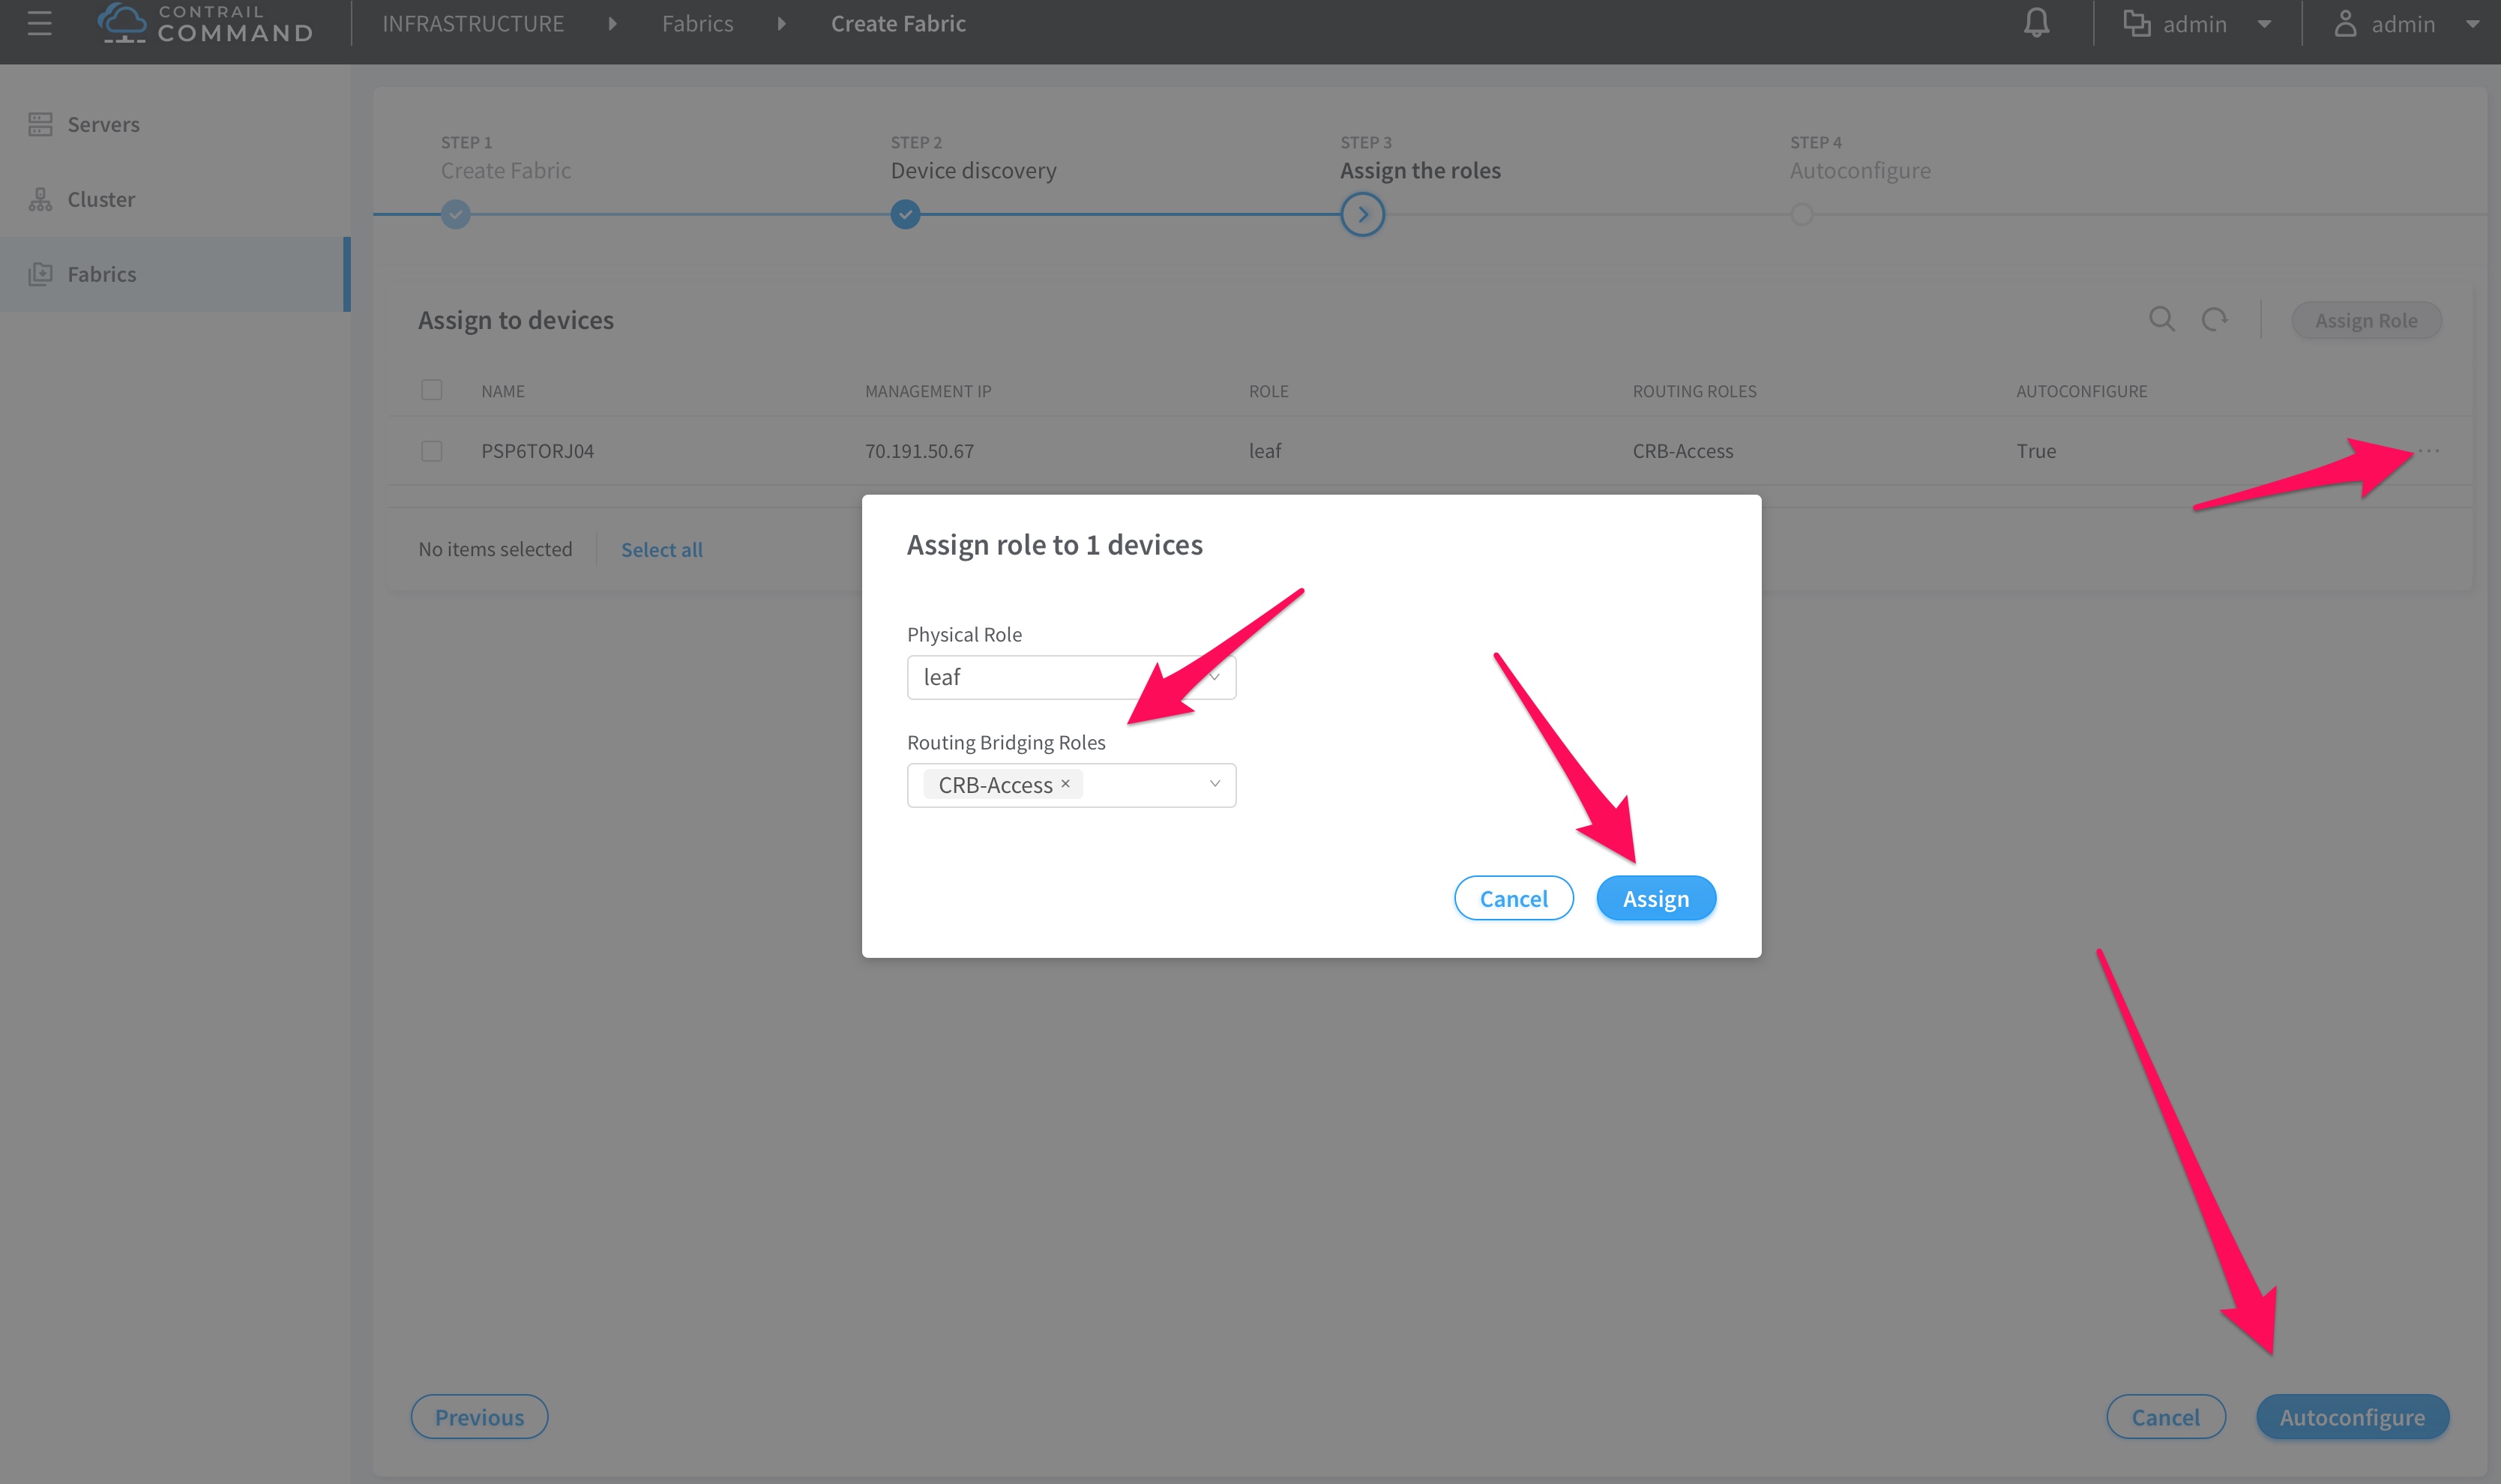 CONTRAIL
COMMAND
INFRASTRUCTURE Fabrics Create Fabric
admin admin
Servers
Cluster
Fabrics
STEP 1 STEP 2 STEP 3 STEP 4
Create Fabric Device discovery Assign the roles Autoconfigure
Assign to devices Assign Role
NAME MANAGEMENT IP ROLE ROUTING ROLES AUTOCONFIGURE
PSP6TORJ04 70.191.50.67 leaf CRB-Access True ...
No items selected Select all
Assign role to 1 devices
Physical Role
leaf
Routing Bridging Roles
CRB-Access ×
Cancel Assign
Previous Cancel Autoconfigure